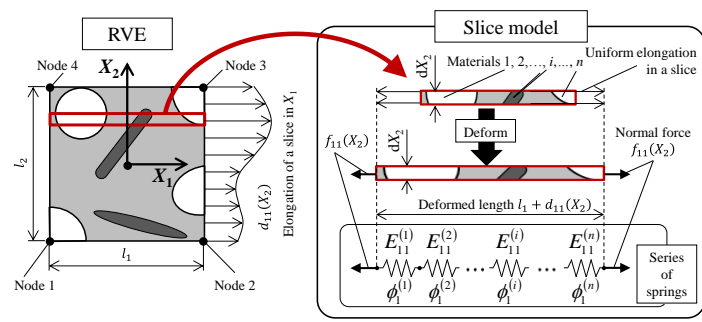 RVE
Node 4
X₂
Node 3
l₂
X₁
l₁
Node 1
Node 2
Elongation of a slice in X₁
d₁₁(X₂)
Slice model
dX₂
Materials 1, 2,…, i,…, n
Uniform elongation
in a slice
Deform
f₁₁(X₂)
dX₂
Normal force
f₁₁(X₂)
Deformed length l₁ + d₁₁(X₂)
E₁₁⁽¹⁾ E₁₁⁽²⁾ E₁₁⁽ⁱ⁾ E₁₁⁽ⁿ⁾
… …
ϕ₁⁽¹⁾ ϕ₁⁽²⁾ ϕ₁⁽ⁱ⁾ ϕ₁⁽ⁿ⁾
Series
of
springs